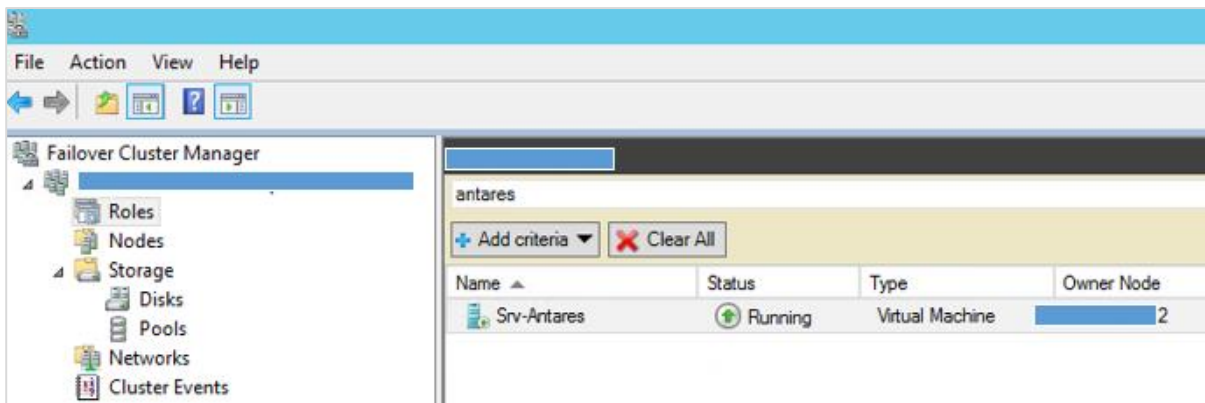 File Action View Help
Failover Cluster Manager
Roles
Nodes
Storage
Disks
Pools
Networks
Cluster Events
antares
Add criteria Clear All
Name Status Type Owner Node
Srv-Antares Running Virtual Machine 2